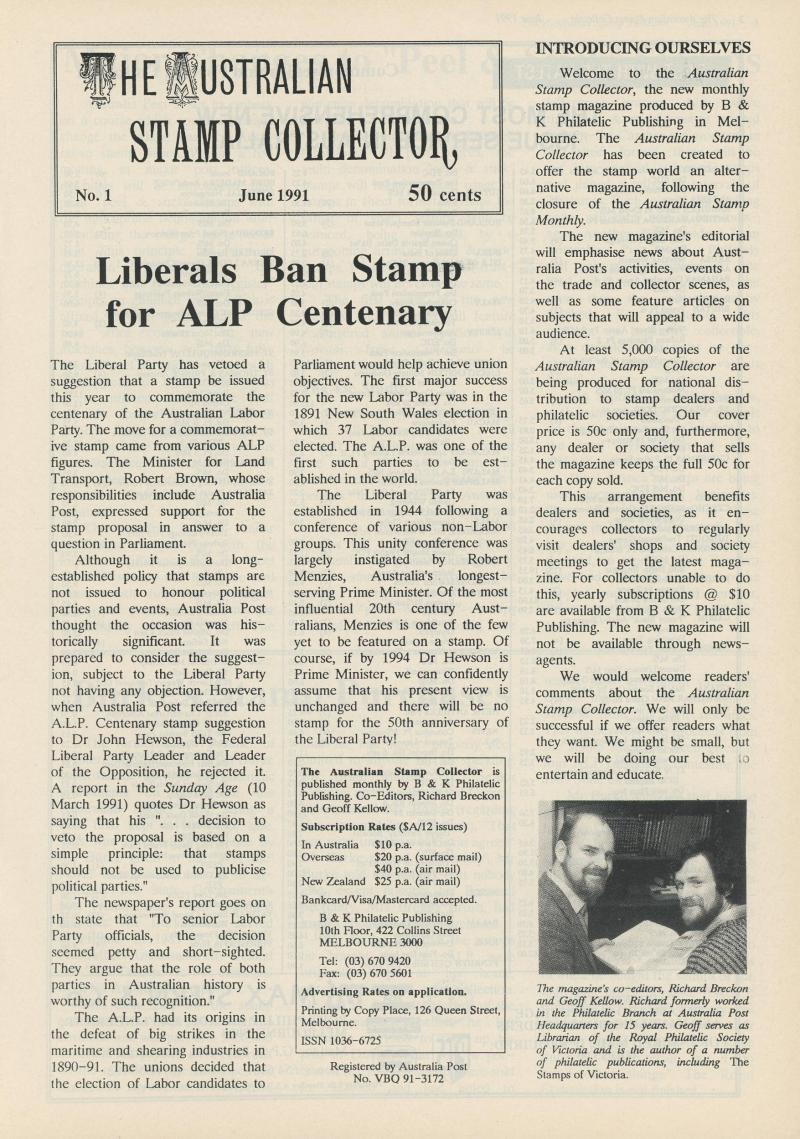 THE AUSTRALIAN
STAMP COLLECTOR
No. 1 June 1991 50 cents
Liberals Ban Stamp
for ALP Centenary
The Liberal Party has vetoed a
suggestion that a stamp be issued
this year to commemorate the
centenary of the Australian Labor
Party. The move for a commemorat-
ive stamp came from various ALP
figures. The Minister for Land
Transport, Robert Brown, whose
responsibilities include Australia
Post, expressed support for the
stamp proposal in answer to a
question in Parliament.
Although it is a long-
established policy that stamps are
not issued to honour political
parties and events, Australia Post
thought the occasion was his-
torically significant. It was
prepared to consider the suggest-
ion, subject to the Liberal Party
not having any objection. However,
when Australia Post referred the
A.L.P. Centenary stamp suggestion
to Dr John Hewson, the Federal
Liberal Party Leader and Leader
of the Opposition, he rejected it.
A report in the Sunday Age (10
March 1991) quotes Dr Hewson as
saying that his ". . . decision to
veto the proposal is based on a
simple principle: that stamps
should not be used to publicise
political parties."
The newspaper's report goes on
th state that "To senior Labor
Party officials, the decision
seemed petty and short-sighted.
They argue that the role of both
parties in Australian history is
worthy of such recognition."
The A.L.P. had its origins in
the defeat of big strikes in the
maritime and shearing industries in
1890-91. The unions decided that
the election of Labor candidates to
Parliament would help achieve union
objectives. The first major success
for the new Labor Party was in the
1891 New South Wales election in
which 37 Labor candidates were
elected. The A.L.P. was one of the
first such parties to be est-
ablished in the world.
The Liberal Party was
established in 1944 following a
conference of various non-Labor
groups. This unity conference was
largely instigated by Robert
Menzies, Australia's longest-
serving Prime Minister. Of the most
influential 20th century Aust-
ralians, Menzies is one of the few
yet to be featured on a stamp. Of
course, if by 1994 Dr Hewson is
Prime Minister, we can confidently
assume that his present view is
unchanged and there will be no
stamp for the 50th anniversary of
the Liberal Party!
The Australian Stamp Collector is
published monthly by B & K Philatelic
Publishing. Co-Editors, Richard Breckon
and Geoff Kellow.
Subscription Rates ($A/12 issues)
In Australia $10 p.a.
Overseas $20 p.a. (surface mail)
$40 p.a. (air mail)
New Zealand $25 p.a. (air mail)
Bankcard/Visa/Mastercard accepted.
B & K Philatelic Publishing
10th Floor, 422 Collins Street
MELBOURNE 3000
Tel: (03) 670 9420
Fax: (03) 670 5601
Advertising Rates on application.
Printing by Copy Place, 126 Queen Street,
Melbourne.
ISSN 1036-6725
Registered by Australia Post
No. VBQ 91-3172
INTRODUCING OURSELVES
Welcome to the Australian
Stamp Collector, the new monthly
stamp magazine produced by B &
K Philatelic Publishing in Mel-
bourne. The Australian Stamp
Collector has been created to
offer the stamp world an alter-
native magazine, following the
closure of the Australian Stamp
Monthly.
The new magazine's editorial
will emphasise news about Aust-
ralia Post's activities, events on
the trade and collector scenes, as
well as some feature articles on
subjects that will appeal to a wide
audience.
At least 5,000 copies of the
Australian Stamp Collector are
being produced for national dis-
tribution to stamp dealers and
philatelic societies. Our cover
price is 50c only and, furthermore,
any dealer or society that sells
the magazine keeps the full 50c for
each copy sold.
This arrangement benefits
dealers and societies, as it en-
courages collectors to regularly
visit dealers' shops and society
meetings to get the latest maga-
zine. For collectors unable to do
this, yearly subscriptions @ $10
are available from B & K Philatelic
Publishing. The new magazine will
not be available through news-
agents.
We would welcome readers'
comments about the Australian
Stamp Collector. We will only be
successful if we offer readers what
they want. We might be small, but
we will be doing our best to
entertain and educate.
The magazine's co-editors, Richard Breckon
and Geoff Kellow. Richard formerly worked
in the Philatelic Branch at Australia Post
Headquarters for 15 years. Geoff serves as
Librarian of the Royal Philatelic Society
of Victoria and is the author of a number
of philatelic publications, including The
Stamps of Victoria.